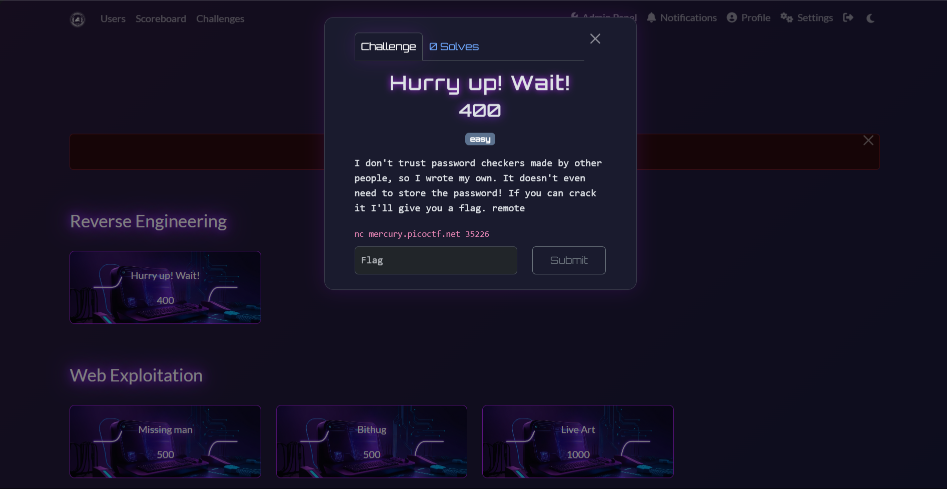 Users Scoreboard Challenges Admin Panel Notifications Profile Settings
Challenge 0 Solves
Hurry up! Wait!
400
easy
I don't trust password checkers made by other
people, so I wrote my own. It doesn't even
need to store the password! If you can crack
it I'll give you a flag. remote
nc mercury.picoctf.net 35226
Flag Submit
Reverse Engineering
Hurry up! Wait!
400
Web Exploitation
Missing man Bithug Live Art
500 500 1000